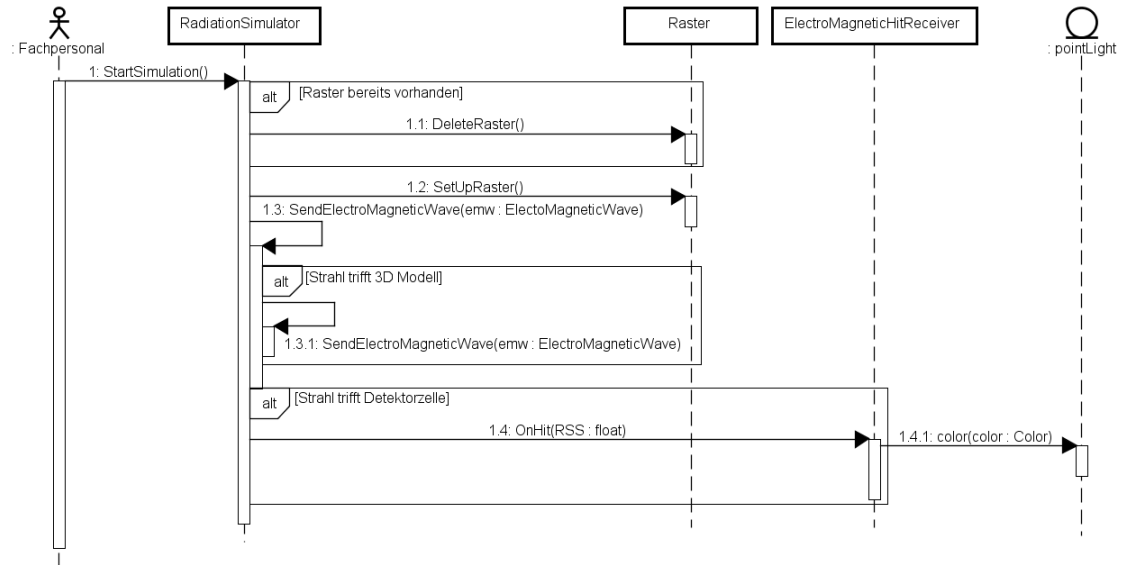 RadiationSimulator
Raster
ElectroMagneticHitReceiver
: Fachpersonal
: pointLight
1: StartSimulation()
alt
[Raster bereits vorhanden]
1.1: DeleteRaster()
1.2: SetUpRaster()
1.3: SendElectroMagneticWave(emw : ElectoMagneticWave)
alt
[Strahl trifft 3D Modell]
1.3.1: SendElectroMagneticWave(emw : ElectroMagneticWave)
alt
[Strahl trifft Detektorzelle]
1.4: OnHit(RSS : float)
1.4.1: color(color : Color)